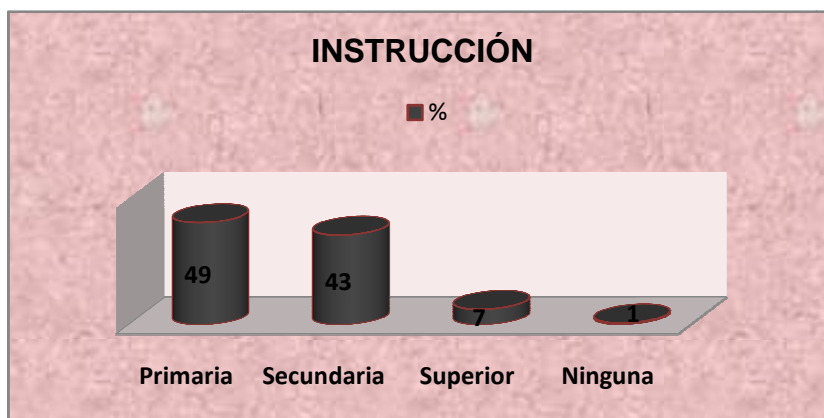 INSTRUCCIÓN
%
49
43
7
1
Primaria
Secundaria
Superior
Ninguna